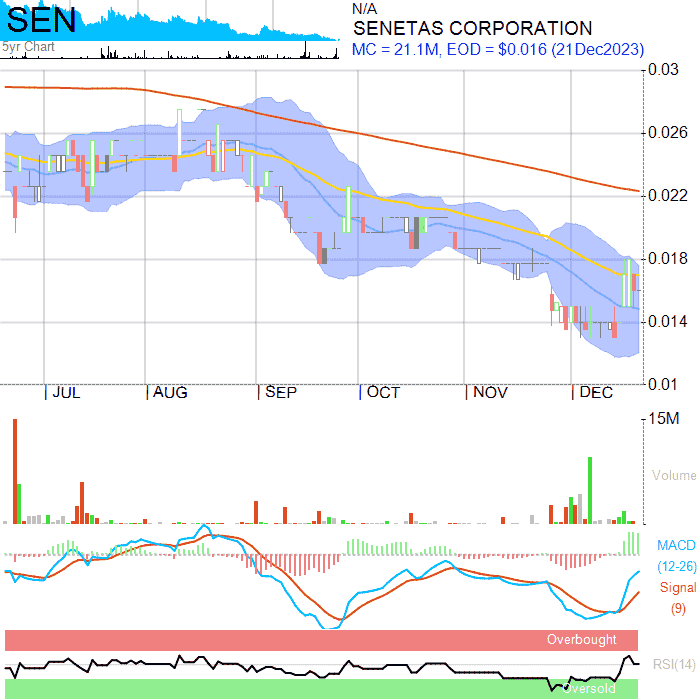 SEN
5yr Chart
N/A
SENETAS CORPORATION
MC = 21.1M, EOD = $0.016 (21Dec2023)
0.03
0.026
0.022
0.018
0.014
0.01
JUL AUG SEP OCT NOV DEC
15M
Volume
MACD
(12-26)
Signal
(9)
Overbought
RSI(14)
Oversold